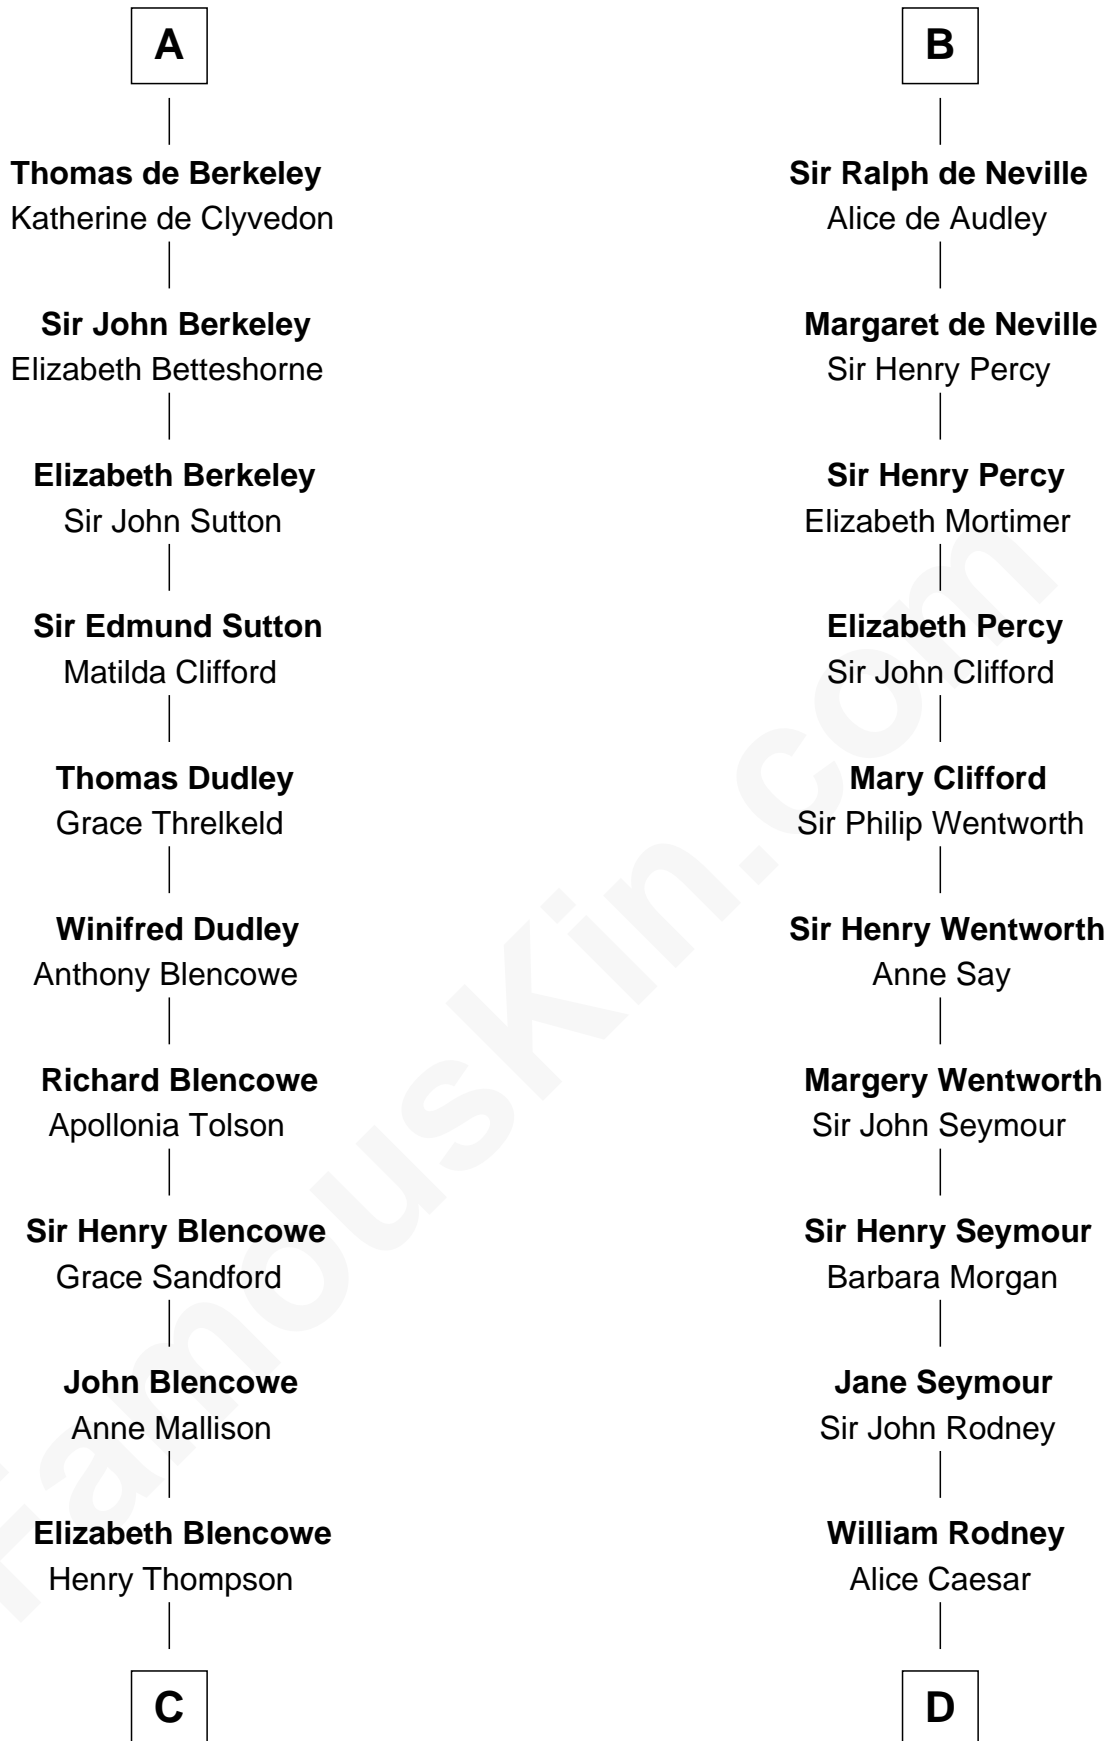 A
Thomas de Berkeley
Katherine de Clyvedon
Sir John Berkeley
Elizabeth Betteshorne
Elizabeth Berkeley
Sir John Sutton
Sir Edmund Sutton
Matilda Clifford
Thomas Dudley
Grace Threlkeld
Winifred Dudley
Anthony Blencowe
Richard Blencowe
Apollonia Tolson
Sir Henry Blencowe
Grace Sandford
John Blencowe
Anne Mallison
Elizabeth Blencowe
Henry Thompson
C
B
Sir Ralph de Neville
Alice de Audley
Margaret de Neville
Sir Henry Percy
Sir Henry Percy
Elizabeth Mortimer
Elizabeth Percy
Sir John Clifford
Mary Clifford
Sir Philip Wentworth
Sir Henry Wentworth
Anne Say
Margery Wentworth
Sir John Seymour
Sir Henry Seymour
Barbara Morgan
Jane Seymour
Sir John Rodney
William Rodney
Alice Caesar
D
FamousKin.com